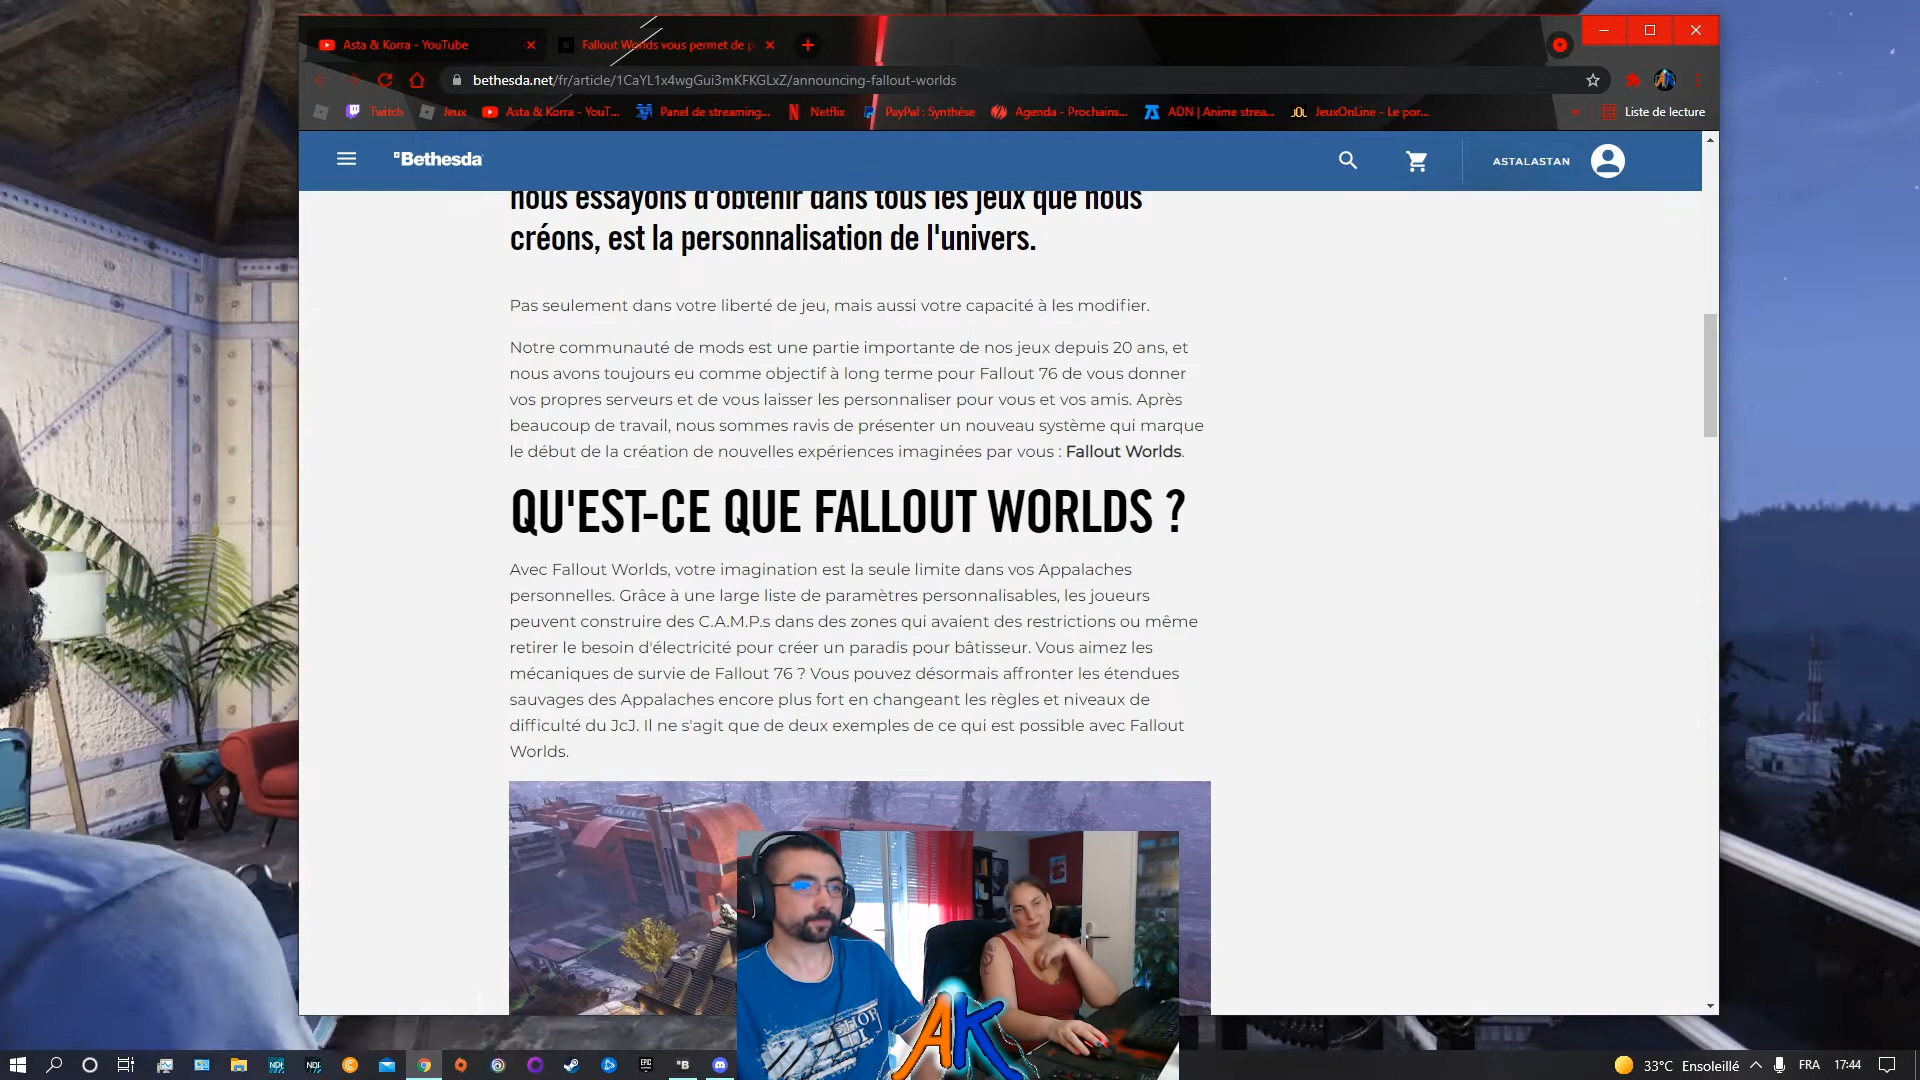 Asta & Korra - YouTube
Fallout Worlds vous permet de p
bethesda.net/fr/article/1CaYL1x4wgGui3mKFKGLxZ/announcing-fallout-worlds
Twitch Jeux Asta & Korra - YouT... Panel de streaming... Netflix PayPal : Synthèse Agenda - Prochains... ADN | Anime strea... JeuxOnLine - Le por... Liste de lecture
Bethesda
ASTALASTAN
nous essayons d'obtenir dans tous les jeux que nous
créons, est la personnalisation de l'univers.
Pas seulement dans votre liberté de jeu, mais aussi votre capacité à les modifier.
Notre communauté de mods est une partie importante de nos jeux depuis 20 ans, et
nous avons toujours eu comme objectif à long terme pour Fallout 76 de vous donner
vos propres serveurs et de vous laisser les personnaliser pour vous et vos amis. Après
beaucoup de travail, nous sommes ravis de présenter un nouveau système qui marque
le début de la création de nouvelles expériences imaginées par vous : Fallout Worlds.
QU'EST-CE QUE FALLOUT WORLDS ?
Avec Fallout Worlds, votre imagination est la seule limite dans vos Appalaches
personnelles. Grâce à une large liste de paramètres personnalisables, les joueurs
peuvent construire des C.A.M.P.s dans des zones qui avaient des restrictions ou même
retirer le besoin d'électricité pour créer un paradis pour bâtisseur. Vous aimez les
mécaniques de survie de Fallout 76 ? Vous pouvez désormais affronter les étendues
sauvages des Appalaches encore plus fort en changeant les règles et niveaux de
difficulté du JcJ. Il ne s'agit que de deux exemples de ce qui est possible avec Fallout
Worlds.
AK
33°C Ensoleillé FRA 17:44